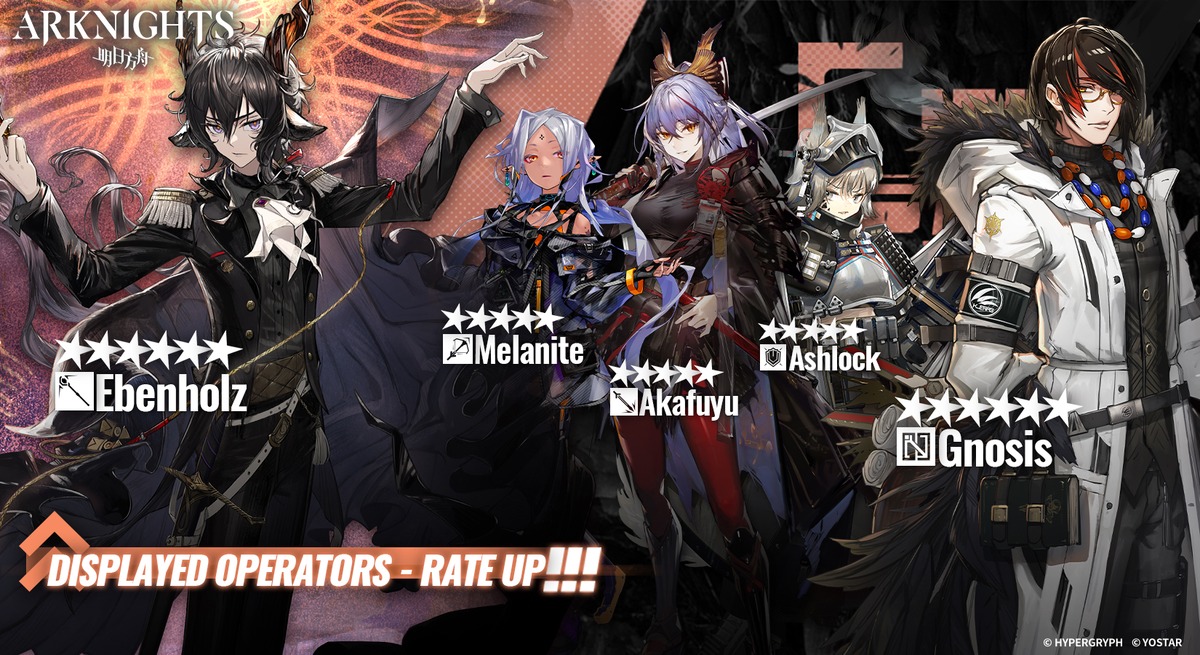 ARKNIGHTS
明日方舟
★★★★★★
Ebenholz
★★★★★
Melanite
★★★★★
Akafuyu
★★★★★
Ashlock
★★★★★★
Gnosis
DISPLAYED OPERATORS - RATE UP!!!
© HYPERGRYPH © YOSTAR